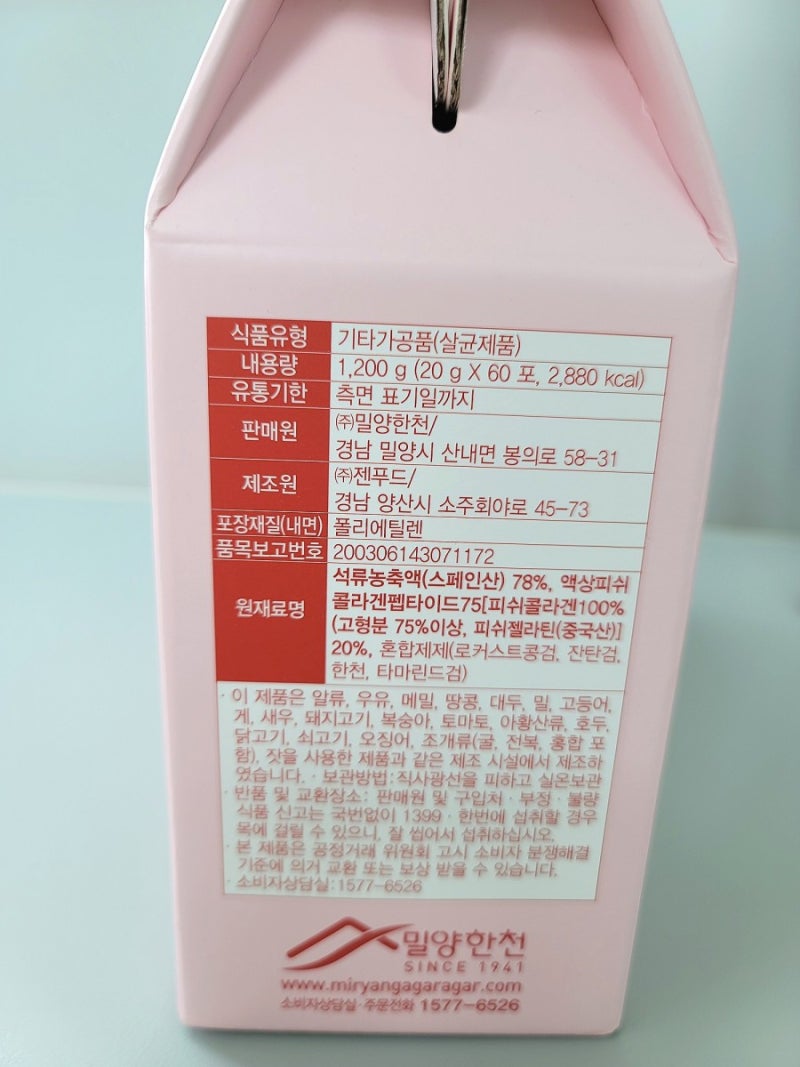 식품유형 기타가공품(살균제품)
내용량 1,200 g (20 g X 60 포, 2,880 kcal)
유통기한 측면 표기일까지
판매원 ㈜밀양한천/
경남 밀양시 산내면 봉의로 58-31
제조원 ㈜젠푸드/
경남 양산시 소주회야로 45-73
포장재질(내면) 폴리에틸렌
품목보고번호 200306143071172
원재료명 석류농축액(스페인산) 78%, 액상피쉬
콜라겐펩타이드75[피쉬콜라겐100%
(고형분 75%이상, 피쉬젤라틴(중국산)]
20%, 혼합제제(로커스트콩검, 잔탄검,
한천, 타마린드검)
· 이 제품은 알류, 우유, 메밀, 땅콩, 대두, 밀, 고등어,
게, 새우, 돼지고기, 복숭아, 토마토, 아황산류, 호두,
닭고기, 쇠고기, 오징어, 조개류(굴, 전복, 홍합 포
함), 잣을 사용한 제품과 같은 제조 시설에서 제조하
였습니다. · 보관방법:직사광선을 피하고 실온보관
· 반품 및 교환장소: 판매원 및 구입처 · 부정 · 불량
식품 신고는 국번없이 1399 · 한번에 섭취할 경우
목에 걸릴 수 있으니, 잘 씹어서 섭취하십시오.
· 본 제품은 공정거래 위원회 고시 소비자 분쟁해결
기준에 의거 교환 또는 보상 받을 수 있습니다.
· 소비자상담실:1577-6526
밀양한천
SINCE 1941
www.miryangagaragar.com
소비자상담실·주문전화 1577-6526